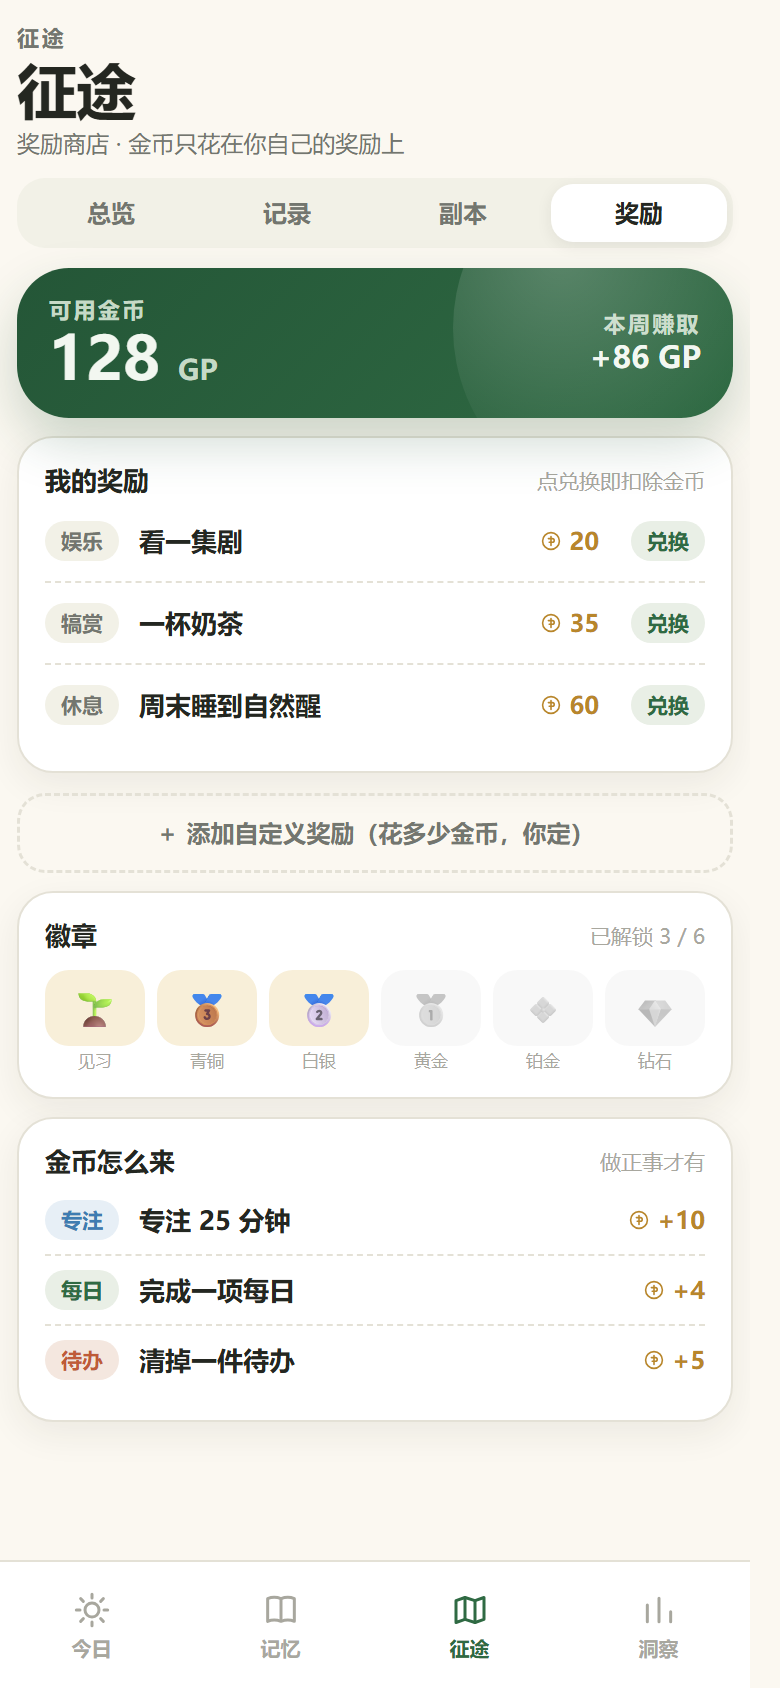 征途
征途
奖励商店 · 金币只花在你自己的奖励上
总览 记录 副本 奖励
可用金币
128 GP
本周赚取
+86 GP
我的奖励 点兑换即扣除金币
娱乐 看一集剧 20 兑换
犒赏 一杯奶茶 35 兑换
休息 周末睡到自然醒 60 兑换
+ 添加自定义奖励（花多少金币，你定）
徽章 已解锁 3 / 6
3 2 1
见习 青铜 白银 黄金 铂金 钻石
金币怎么来 做正事才有
专注 专注 25 分钟 +10
每日 完成一项每日 +4
待办 清掉一件待办 +5
今日 记忆 征途 洞察